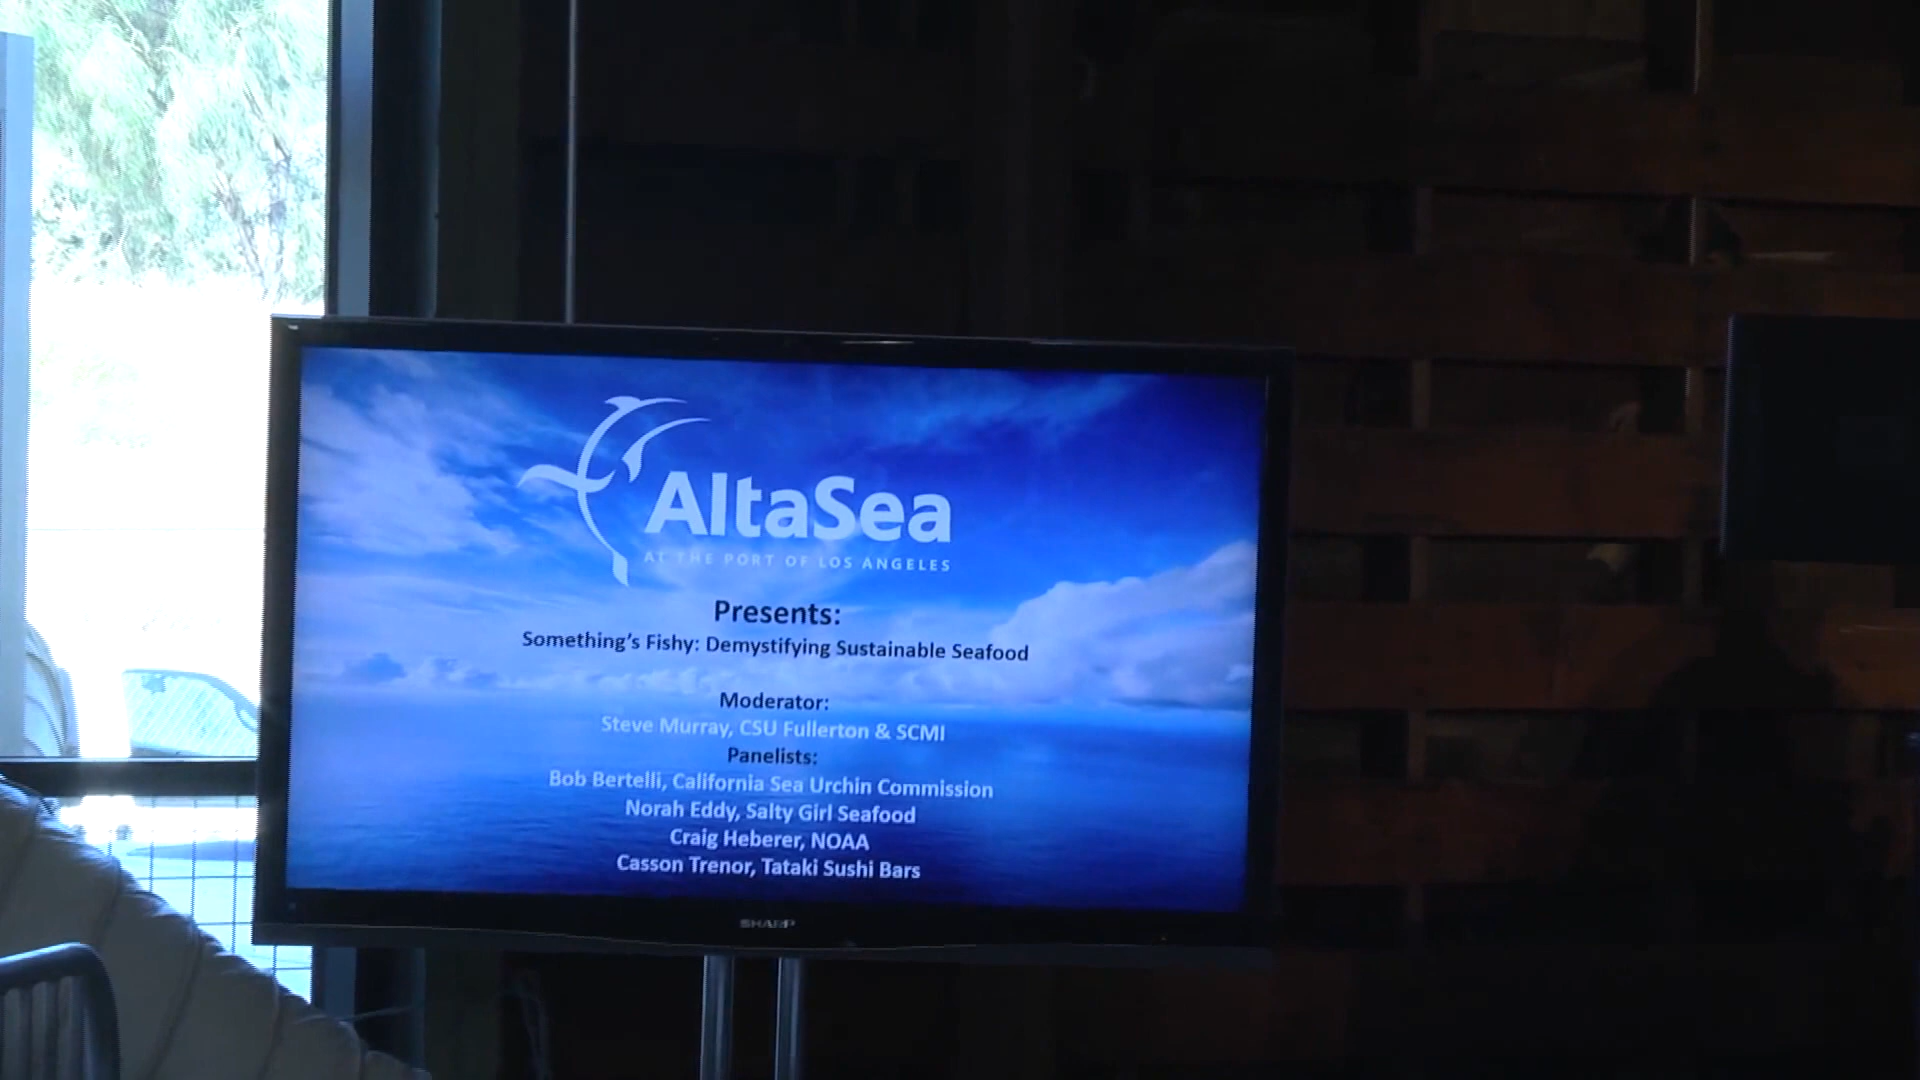 AltaSea
AT THE PORT OF LOS ANGELES
Presents:
Something's Fishy: Demystifying Sustainable Seafood
Moderator:
Steve Murray, CSU Fullerton & SCMI
Panelists:
Bob Bertelli, California Sea Urchin Commission
Norah Eddy, Salty Girl Seafood
Craig Heberer, NOAA
Casson Trenor, Tataki Sushi Bars
SHARP